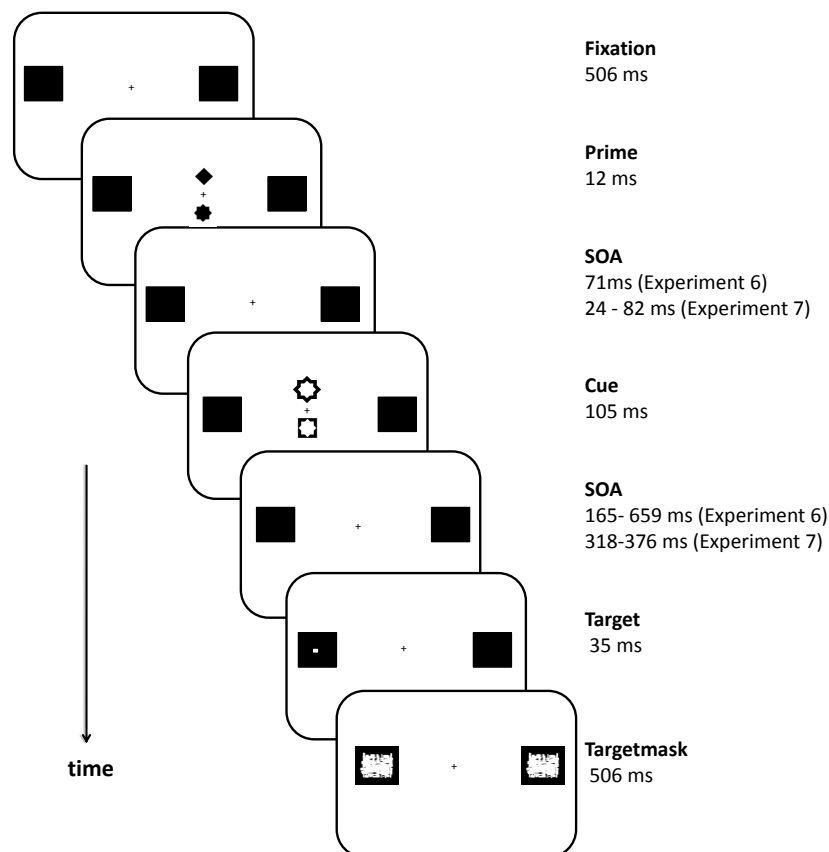 Fixation
506 ms
Prime
12 ms
SOA
71ms (Experiment 6)
24 - 82 ms (Experiment 7)
Cue
105 ms
SOA
165- 659 ms (Experiment 6)
318-376 ms (Experiment 7)
Target
35 ms
Targetmask
506 ms
time